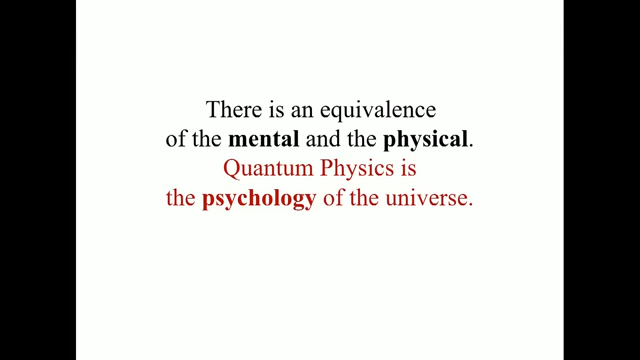 There is an equivalence
of the mental and the physical.
Quantum Physics is
the psychology of the universe.